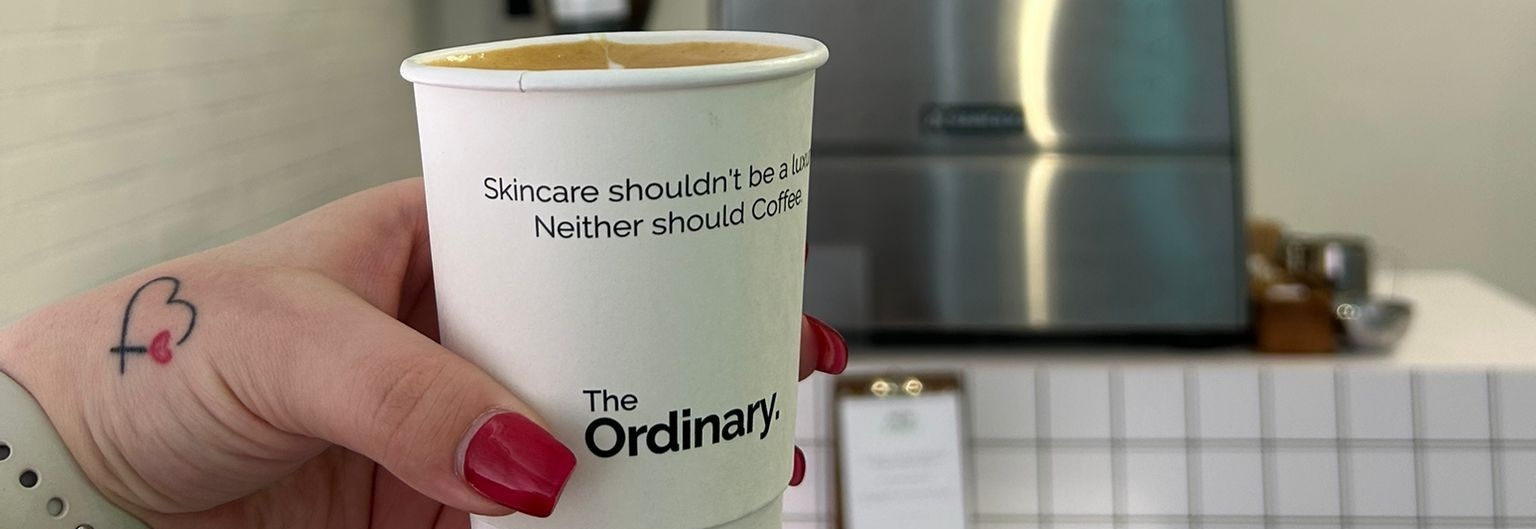 Skincare shouldn't be a
Neither should Coffee.
The
Ordinary.